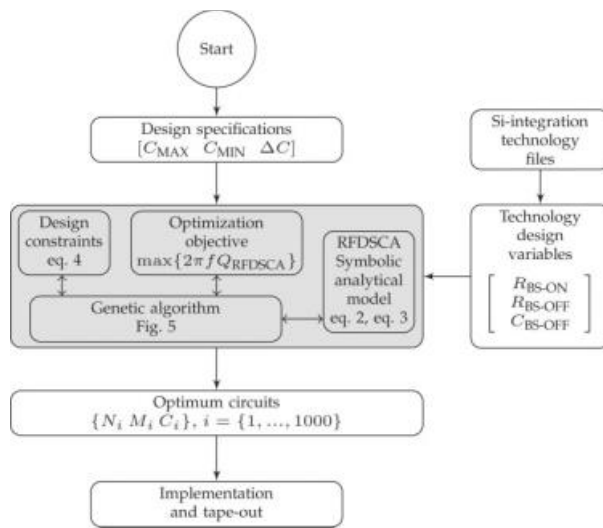 Start
Design specifications
[C_MAX C_MIN ΔC]
Si-integration
technology
files
Design
constraints
eq. 4
Optimization
objective
max{2πfQ_RFDSCA}
RFDSCA
Symbolic
analytical
model
eq. 2, eq. 3
Genetic algorithm
Fig. 5
Technology
design
variables
R_BS-ON
R_BS-OFF
C_BS-OFF
Optimum circuits
{N_i M_i C_i}, i = {1, ..., 1000}
Implementation
and tape-out